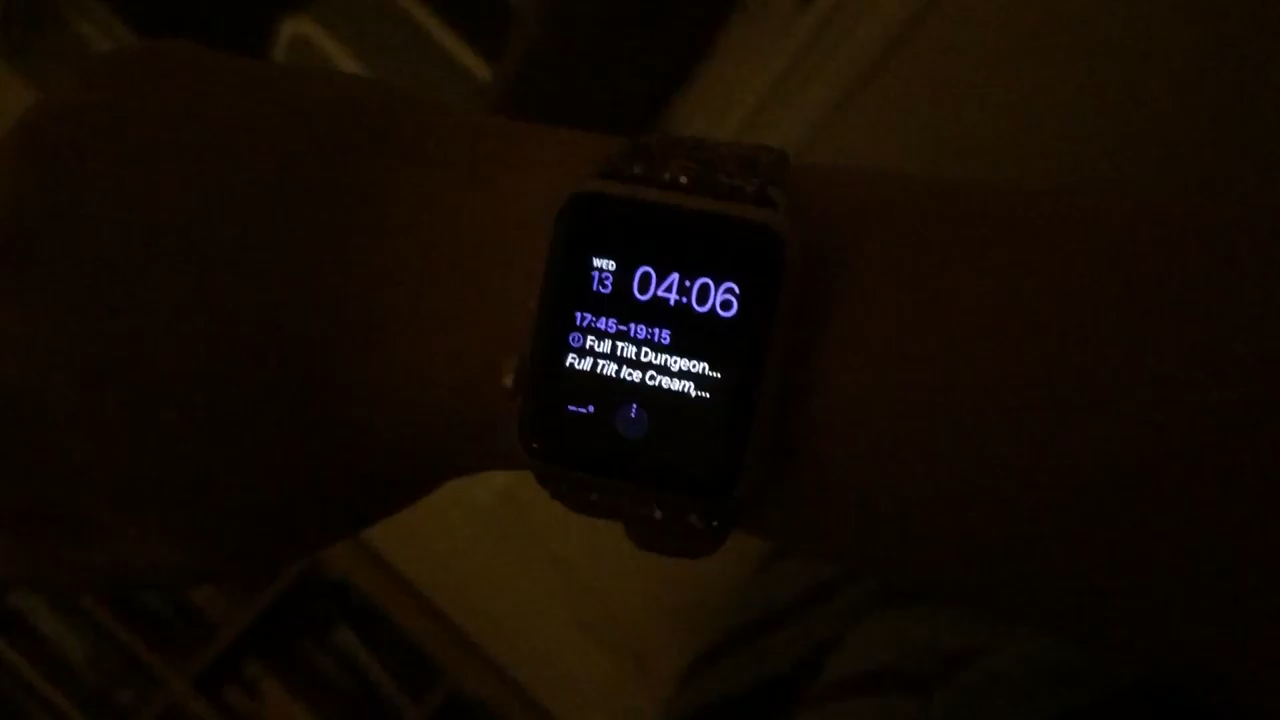 WED
13
04:06
17:45–19:15
Full Tilt Dungeon...
Full Tilt Ice Cream,...